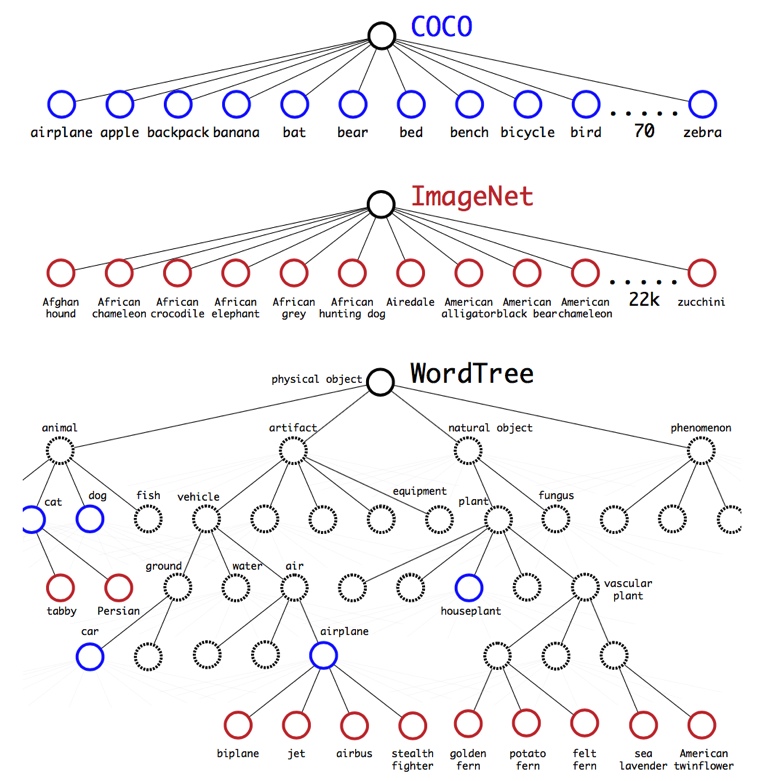 COCO
airplane apple backpack banana bat bear bed bench bicycle bird ..... 70 zebra
ImageNet
Afghan hound
African chameleon
African crocodile
African elephant
African grey
African hunting dog
Airedale
American alligator
American black bear
American chameleon
..... 22k
zucchini
WordTree
physical object
animal artifact natural object phenomenon
cat dog fish vehicle equipment plant fungus
ground water air vascular plant
tabby Persian houseplant
car airplane
biplane jet airbus stealth fighter golden fern potato fern felt fern sea lavender American twinflower